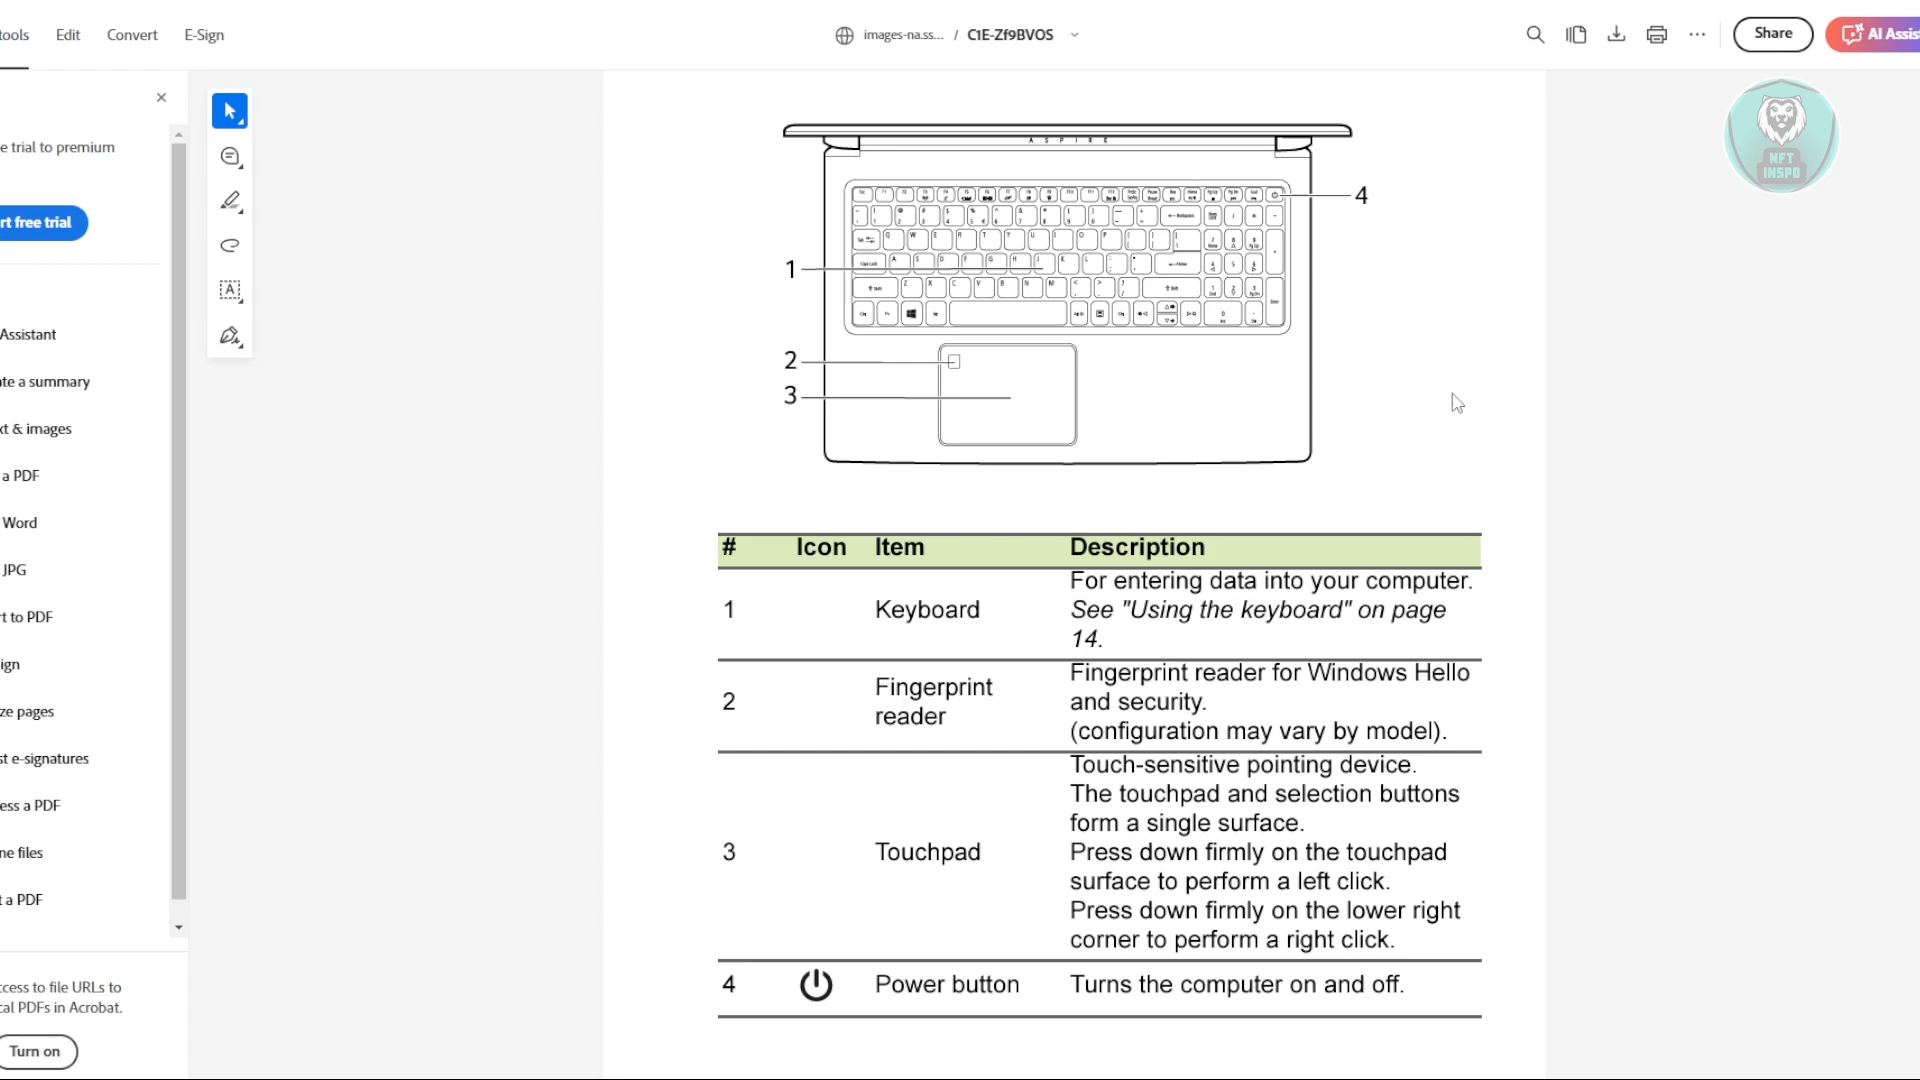 tools Edit Convert E-Sign
images-na.ss... / C1E-Zf9BVOS
Share
AI Assis
e trial to premium
rt free trial
Assistant
te a summary
xt & images
a PDF
Word
JPG
rt to PDF
ign
ze pages
st e-signatures
ess a PDF
ne files
t a PDF
ccess to file URLs to
cal PDFs in Acrobat.
Turn on
NFT
INSPO
ASPIRE
4
1
2
3
# Icon Item Description
1 Keyboard For entering data into your computer.
See "Using the keyboard" on page
14.
2 Fingerprint reader Fingerprint reader for Windows Hello
and security.
(configuration may vary by model).
3 Touchpad Touch-sensitive pointing device.
The touchpad and selection buttons
form a single surface.
Press down firmly on the touchpad
surface to perform a left click.
Press down firmly on the lower right
corner to perform a right click.
4 Power button Turns the computer on and off.